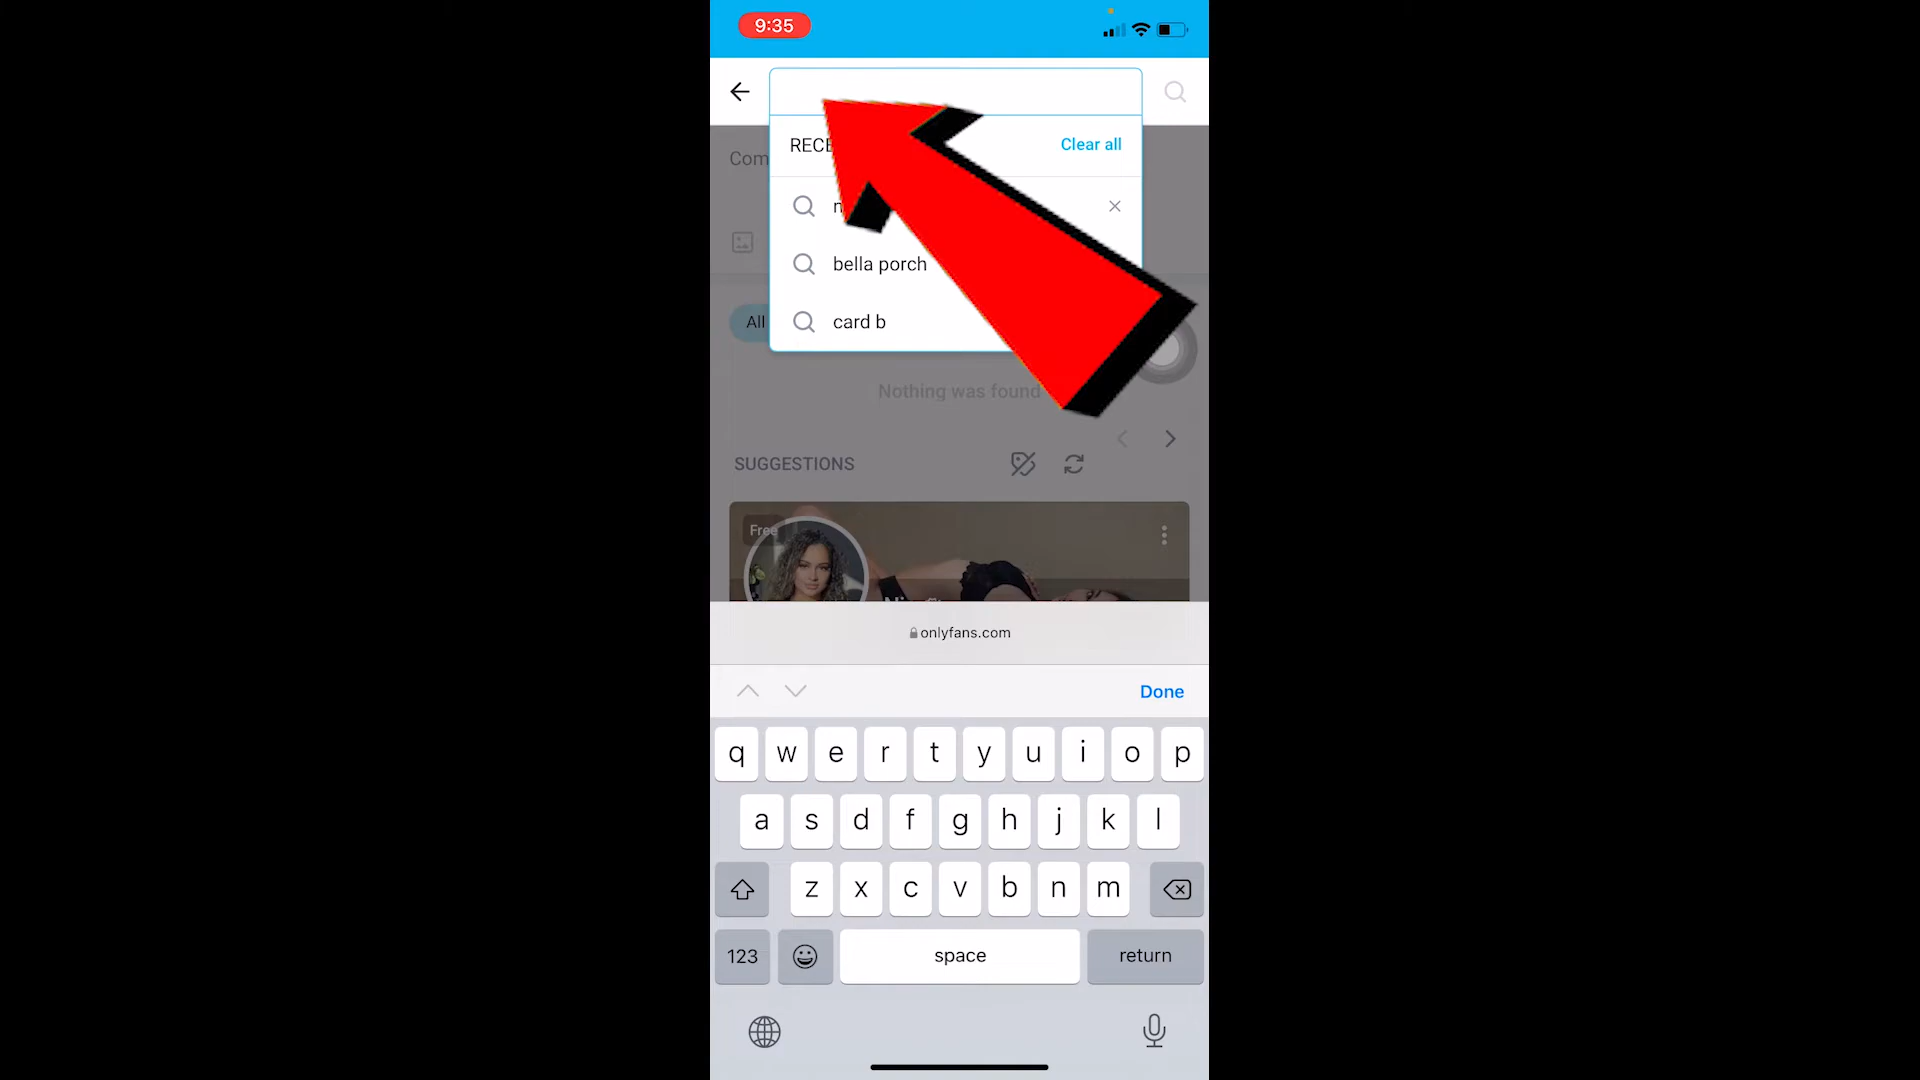 9:35
Clear all
Com
bella porch
card b
All
Nothing was found
SUGGESTIONS
Free
onlyfans.com
Done
q w e r t y u i o p
a s d f g h j k l
z x c v b n m
123 space return